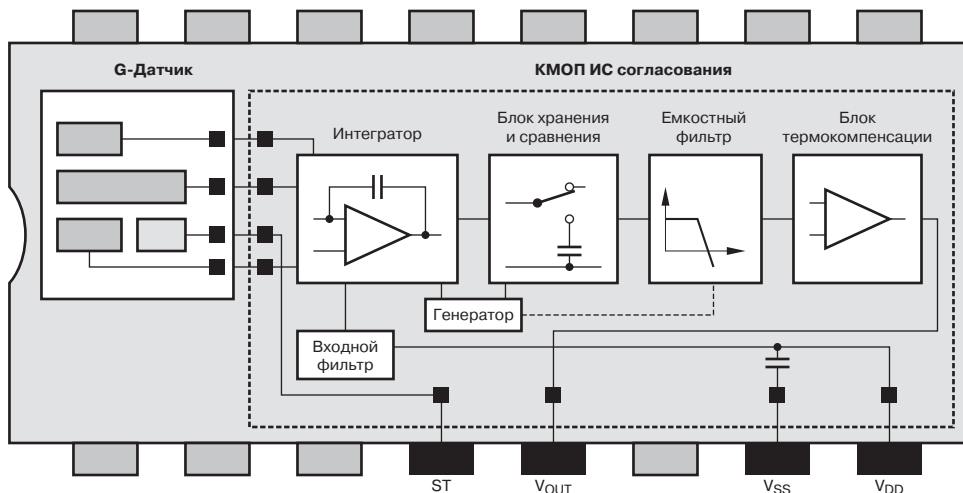 G-Датчик
КМОП ИС согласования
Интегратор
Блок хранения
и сравнения
Емкостный
фильтр
Блок
термокомпенсации
Генератор
Входной
фильтр
ST
VOUT
VSS
VDD